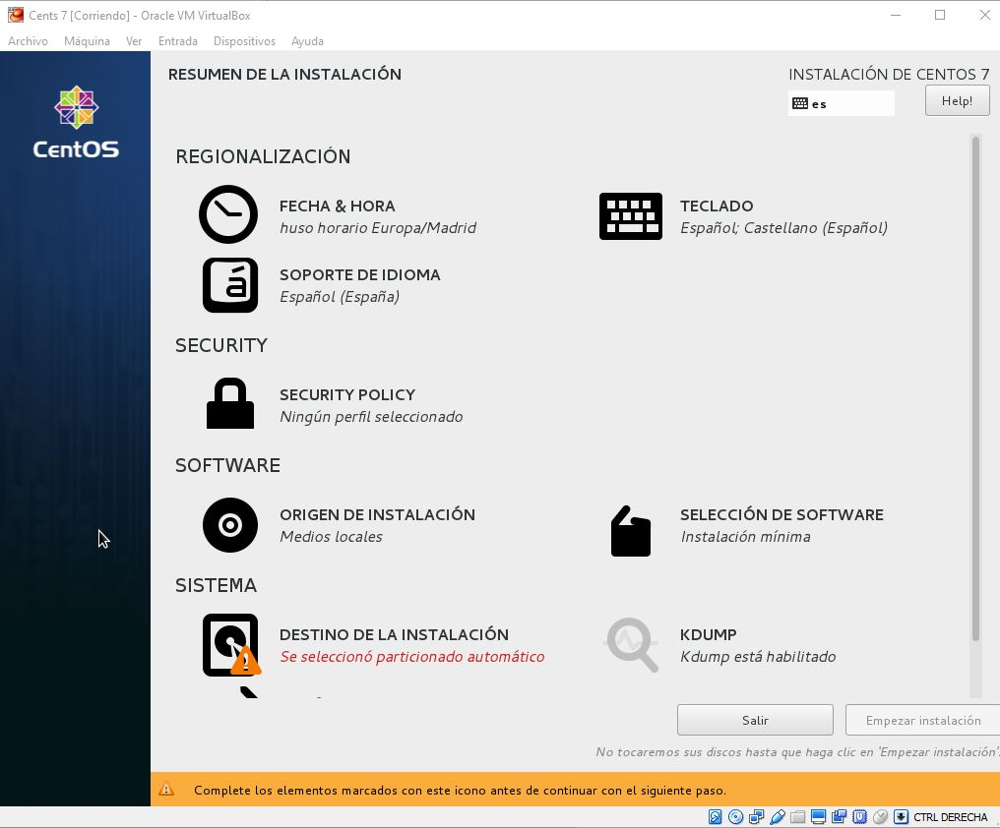 Cents 7 [Corriendo] - Oracle VM VirtualBox
Archivo Máquina Ver Entrada Dispositivos Ayuda
CentOS
RESUMEN DE LA INSTALACIÓN
INSTALACIÓN DE CENTOS 7
es
Help!
REGIONALIZACIÓN
FECHA & HORA
huso horario Europa/Madrid
TECLADO
Español; Castellano (Español)
SOPORTE DE IDIOMA
Español (España)
SECURITY
SECURITY POLICY
Ningún perfil seleccionado
SOFTWARE
ORIGEN DE INSTALACIÓN
Medios locales
SELECCIÓN DE SOFTWARE
Instalación mínima
SISTEMA
DESTINO DE LA INSTALACIÓN
Se seleccionó particionado automático
KDUMP
Kdump está habilitado
Salir
Empezar instalación
No tocaremos sus discos hasta que haga clic en 'Empezar instalación'.
Complete los elementos marcados con este icono antes de continuar con el siguiente paso.
CTRL DERECHA